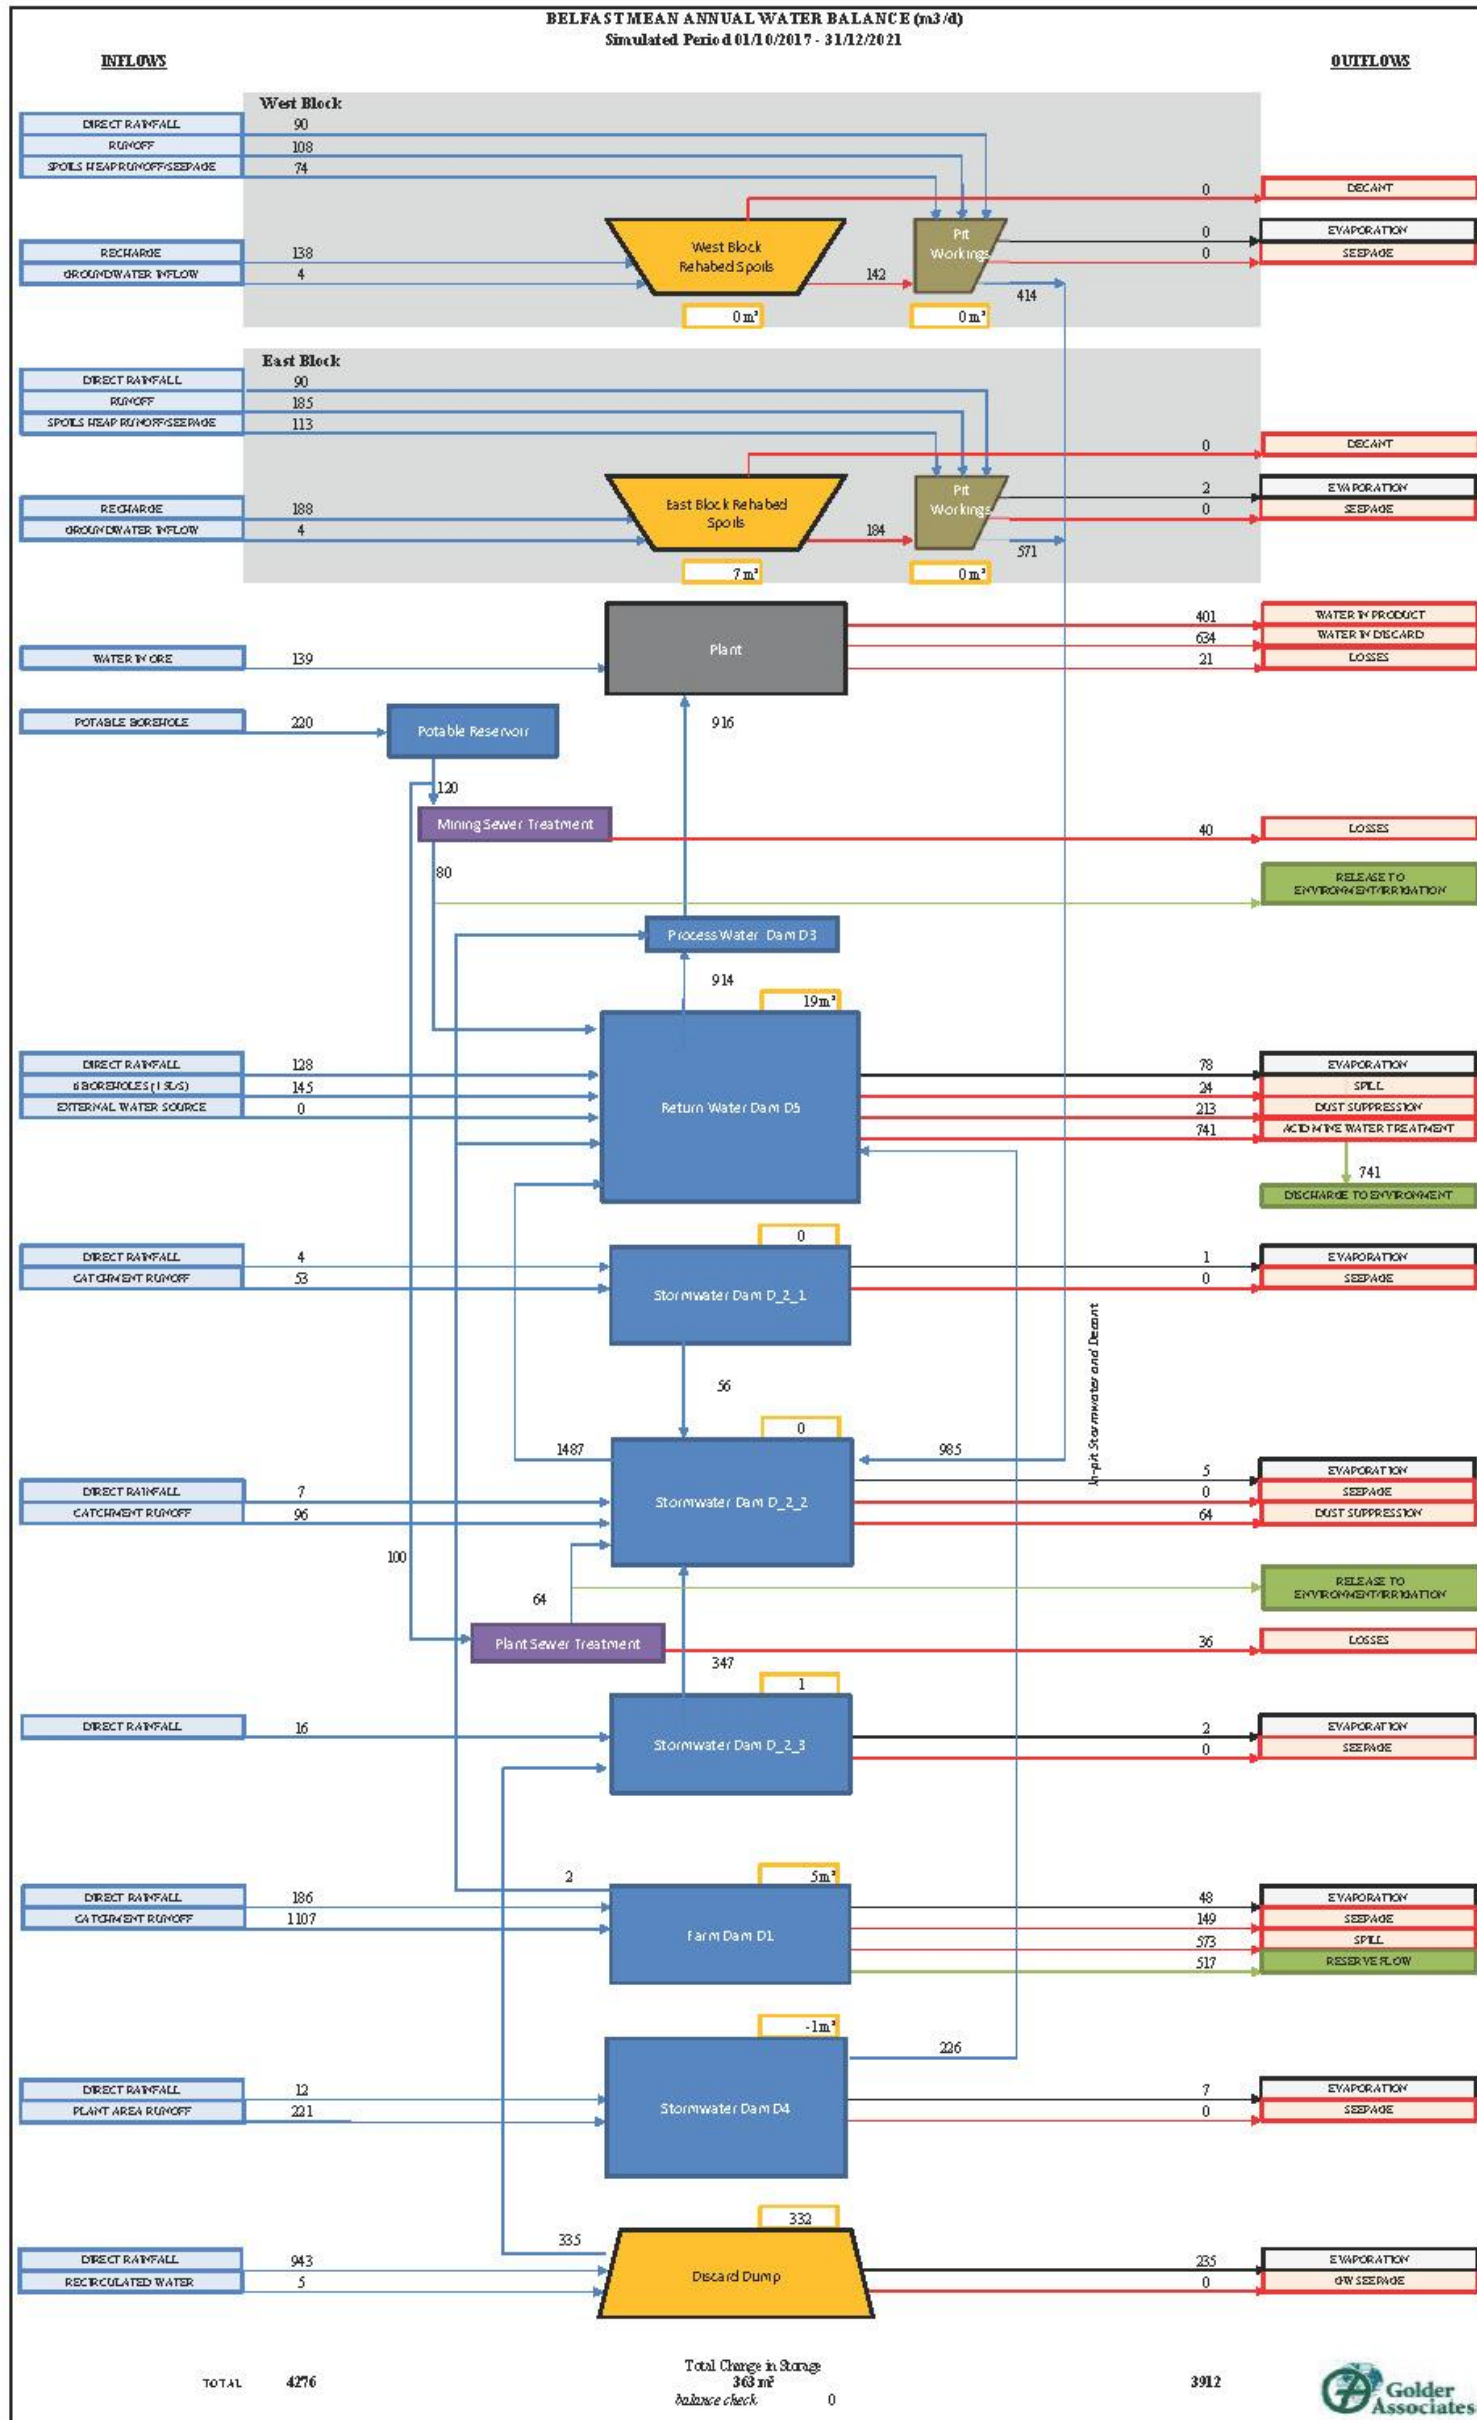 BELFAST MEAN ANNUAL WATER BALANCE (m3/d)
Simulated Period 01/10/2017 - 31/12/2021
INFLOWS
OUTFLOWS
West Block
DIRECT RAINFALL 90
RUNOFF 108
SPOILS HEAP RUNOFF/SEEPAGE 74
0 DECANT
RECHARGE 138
GROUNDWATER INFLOW 4
West Block
Rehabed Spoils
142
Pit
Workings
414
0 EVAPORATION
0 SEEPAGE
0 m³
0 m³
East Block
DIRECT RAINFALL 90
RUNOFF 185
SPOILS HEAP RUNOFF/SEEPAGE 113
0 DECANT
RECHARGE 188
GROUNDWATER INFLOW 4
East Block Rehabed
Spoils
184
Pit
Workings
571
2 EVAPORATION
0 SEEPAGE
7 m³
0 m³
WATER IN ORE 139
Plant
401 WATER IN PRODUCT
634 WATER IN DISCARD
21 LOSSES
POTABLE BOREHOLE 220
Potable Reservoir
916
120
Mining Sewer Treatment
40 LOSSES
80
RELEASE TO
ENVIRONMENT/IRRIGATION
Process Water Dam D3
914
19m³
DIRECT RAINFALL 128
6 BOREHOLES (1.5L/S) 145
EXTERNAL WATER SOURCE 0
Return Water Dam D5
78 EVAPORATION
24 SPILL
213 DUST SUPPRESSION
741 ACID MINE WATER TREATMENT
741
DISCHARGE TO ENVIRONMENT
0
DIRECT RAINFALL 4
CATCHMENT RUNOFF 53
Stormwater Dam D_2_1
1 EVAPORATION
0 SEEPAGE
In-pit Stormwater and Decant
56
0
1487
985
DIRECT RAINFALL 7
CATCHMENT RUNOFF 96
Stormwater Dam D_2_2
5 EVAPORATION
0 SEEPAGE
64 DUST SUPPRESSION
100
64
RELEASE TO
ENVIRONMENT/IRRIGATION
Plant Sewer Treatment
36 LOSSES
347
1
DIRECT RAINFALL 16
Stormwater Dam D_2_3
2 EVAPORATION
0 SEEPAGE
2
5m³
DIRECT RAINFALL 186
CATCHMENT RUNOFF 1107
Farm Dam D1
48 EVAPORATION
149 SEEPAGE
573 SPILL
517 RESERVE FLOW
-1m³
226
DIRECT RAINFALL 12
PLANT AREA RUNOFF 221
Stormwater Dam D4
7 EVAPORATION
0 SEEPAGE
332
335
DIRECT RAINFALL 943
RECIRCULATED WATER 5
Discard Dump
235 EVAPORATION
0 GW SEEPAGE
TOTAL 4276
Total Change in Storage
363 m³
balance check 0
3912
Golder
Associates